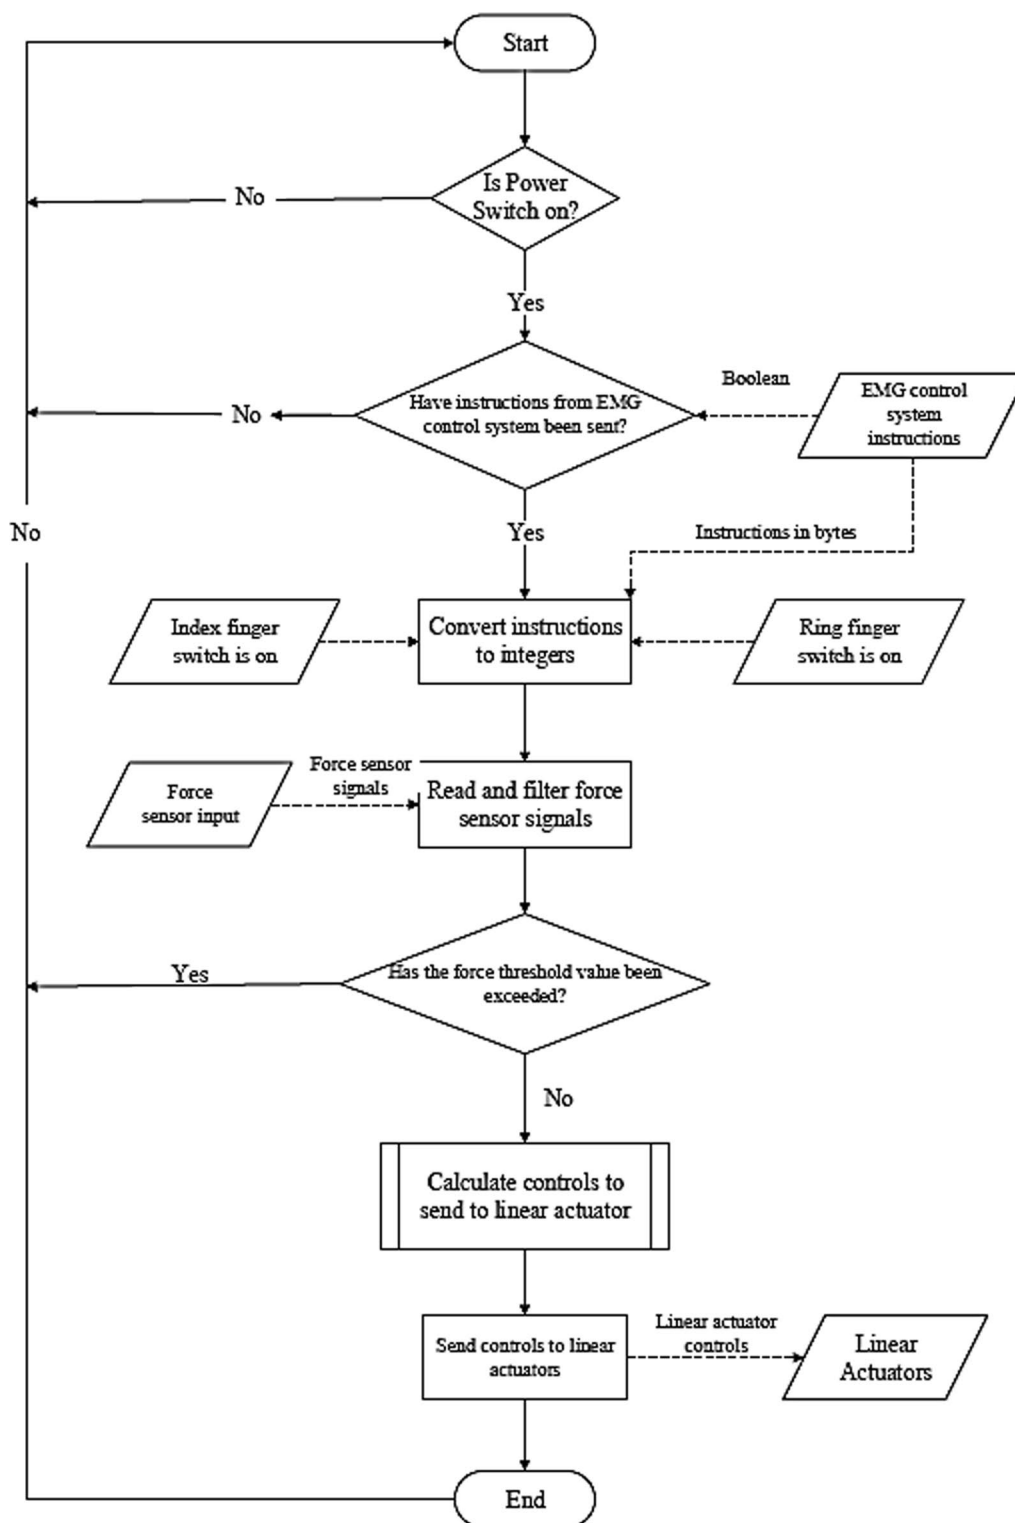 Start
Is Power
Switch on?
No
Yes
Boolean
Have instructions from EMG
control system been sent?
No
EMG control
system
instructions
No
Yes
Instructions in bytes
Index finger
switch is on
Convert instructions
to integers
Ring finger
switch is on
Force
sensor input
Force sensor
signals
Read and filter force
sensor signals
Has the force threshold value been
exceeded?
Yes
No
Calculate controls to
send to linear actuator
Send controls to linear
actuators
Linear actuator
controls
Linear
Actuators
End